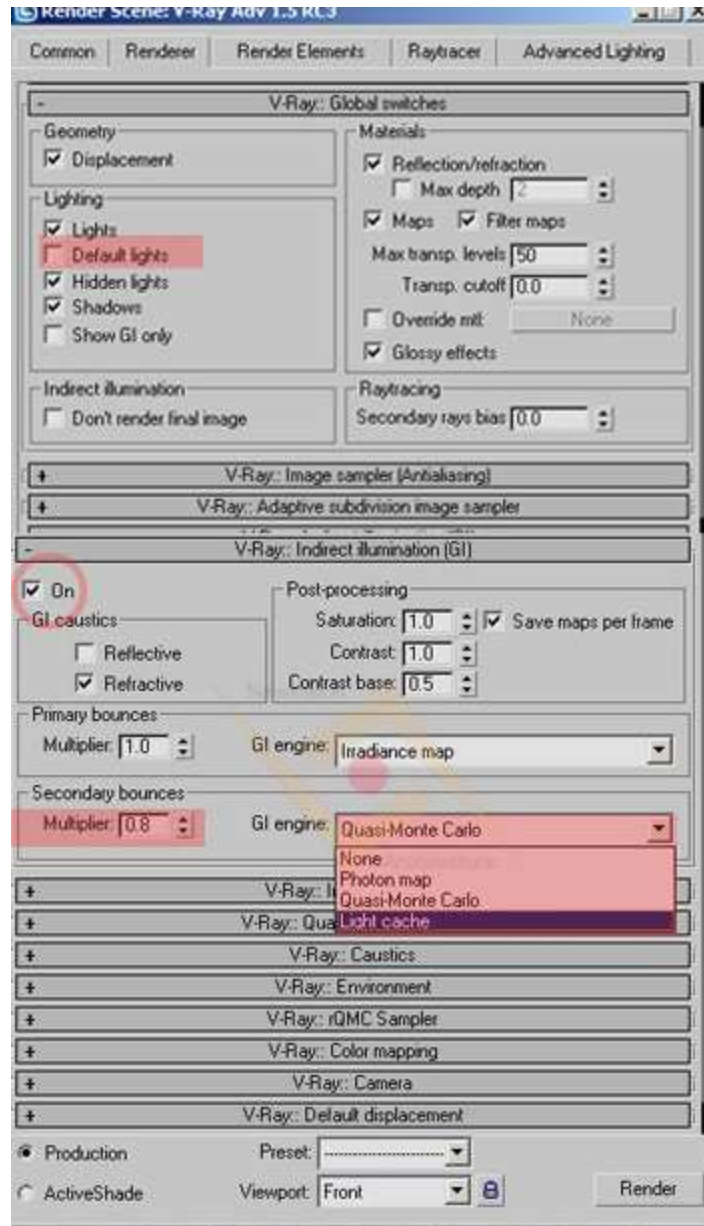 Render Scene: V-Ray Adv 1.5 RC3
Common Renderer Render Elements Raytracer Advanced Lighting
- V-Ray:: Global switches
Geometry
Displacement
Lighting
Lights
Default lights
Hidden lights
Shadows
Show GI only
Indirect illumination
Don't render final image
Materials
Reflection/refraction
Max depth 2
Maps Filter maps
Max transp. levels 50
Transp. cutoff 0.0
Override mtl: None
Glossy effects
Raytracing
Secondary rays bias 0.0
+ V-Ray:: Image sampler (Antialiasing)
+ V-Ray:: Adaptive subdivision image sampler
- V-Ray:: Indirect illumination (GI)
On
GI caustics
Reflective
Refractive
Post-processing
Saturation: 1.0 Save maps per frame
Contrast: 1.0
Contrast base: 0.5
Primary bounces
Multiplier: 1.0 GI engine: Irradiance map
Secondary bounces
Multiplier: 0.8 GI engine: Quasi-Monte Carlo
None
Photon map
Quasi-Monte Carlo
Light cache
+ V-Ray::
+ V-Ray::
+ V-Ray:: Caustics
+ V-Ray:: Environment
+ V-Ray:: rQMC Sampler
+ V-Ray:: Color mapping
+ V-Ray:: Camera
+ V-Ray:: Default displacement
Production Preset: -------------------------
ActiveShade Viewport: Front Render